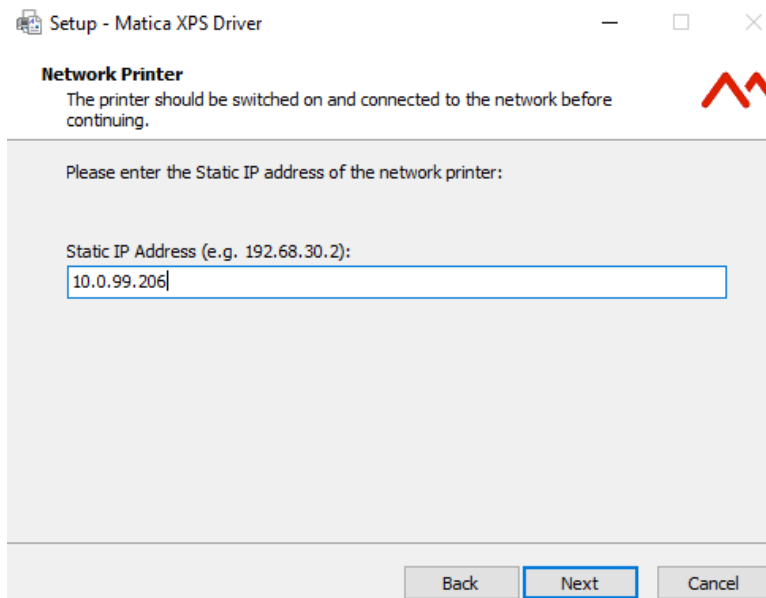 Setup - Matica XPS Driver
Network Printer
The printer should be switched on and connected to the network before
continuing.
Please enter the Static IP address of the network printer:
Static IP Address (e.g. 192.68.30.2):
10.0.99.206
Back
Next
Cancel